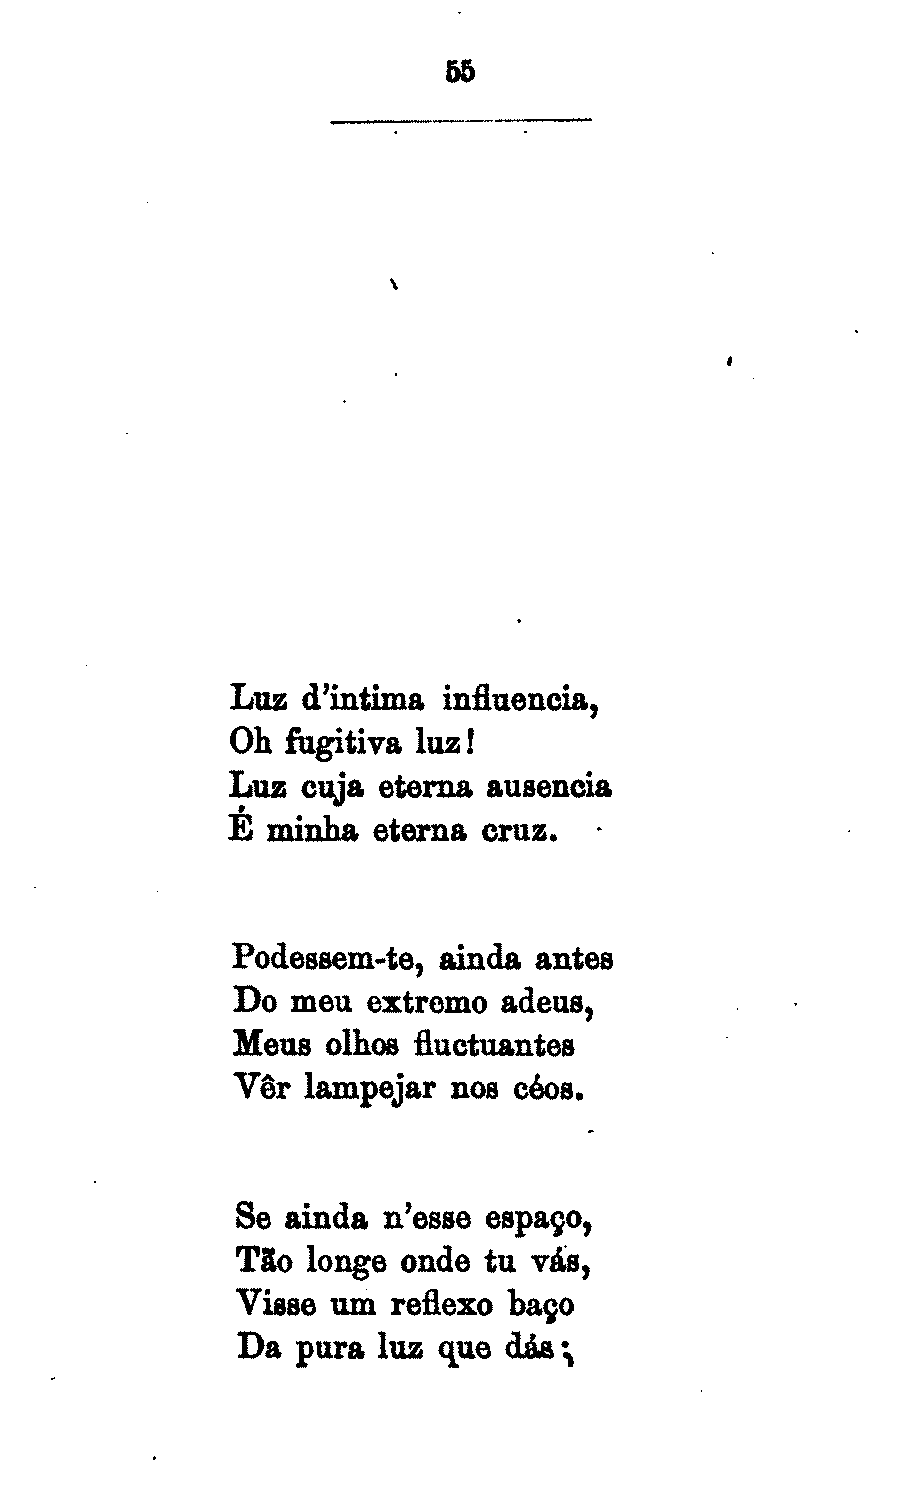 55
Luz d'intima influencia,
Oh fugitiva luz!
Luz cuja eterna ausencia
É minha eterna cruz.
Podessem-te, ainda antes
Do meu extremo adeus,
Meus olhos fluctuantes
Vêr lampejar nos céos.
Se ainda n'esse espaço,
Tão longe onde tu vás,
Visse um reflexo baço
Da pura luz que dás;